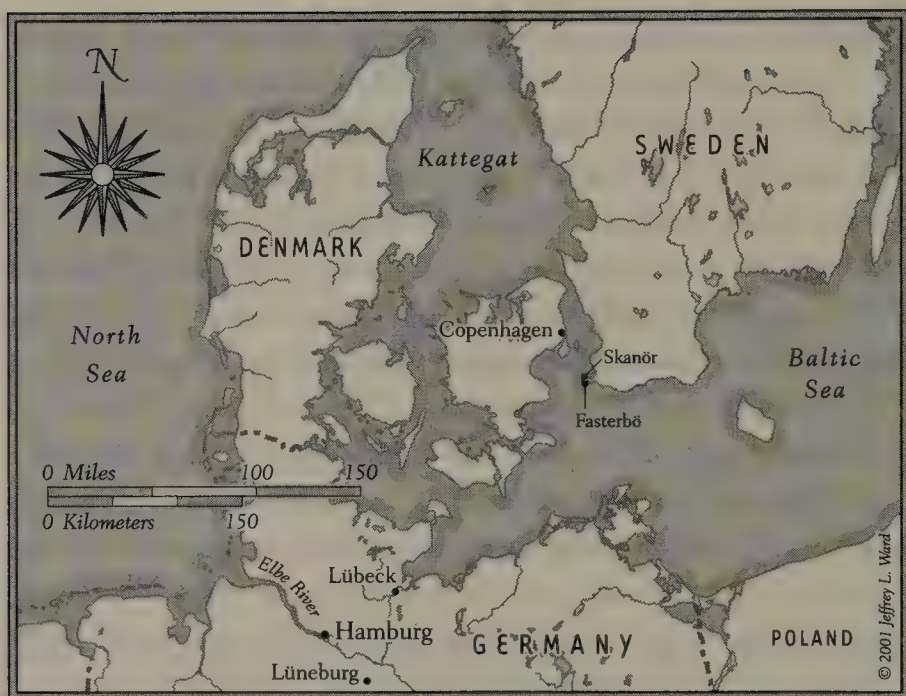 N
SWEDEN
Kattegat
DENMARK
Copenhagen
North
Sea
Skanör
Baltic
Sea
Fasterbö
0 Miles 100 150
0 Kilometers 150
Elbe River
Lübeck
Hamburg
GERMANY
POLAND
Lüneburg
© 2001 Jeffrey L. Ward